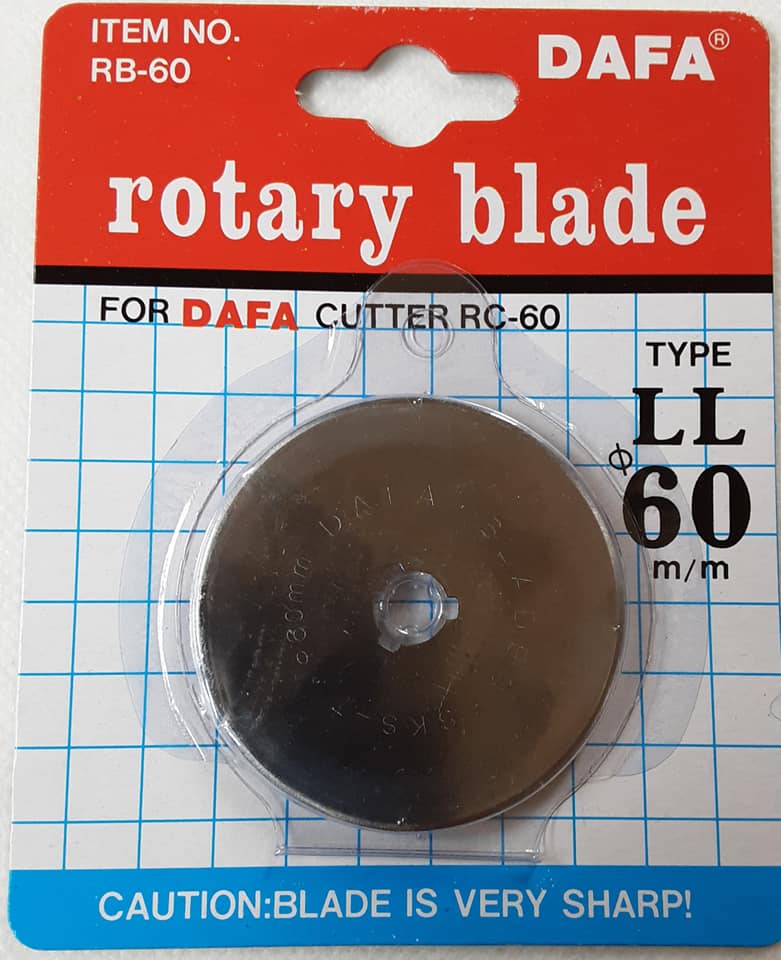 ITEM NO.
RB-60
DAFA®
rotary blade
FOR DAFA CUTTER RC-60
TYPE
LL
φ60
m/m
DAFA
CAUTION:BLADE IS VERY SHARP!